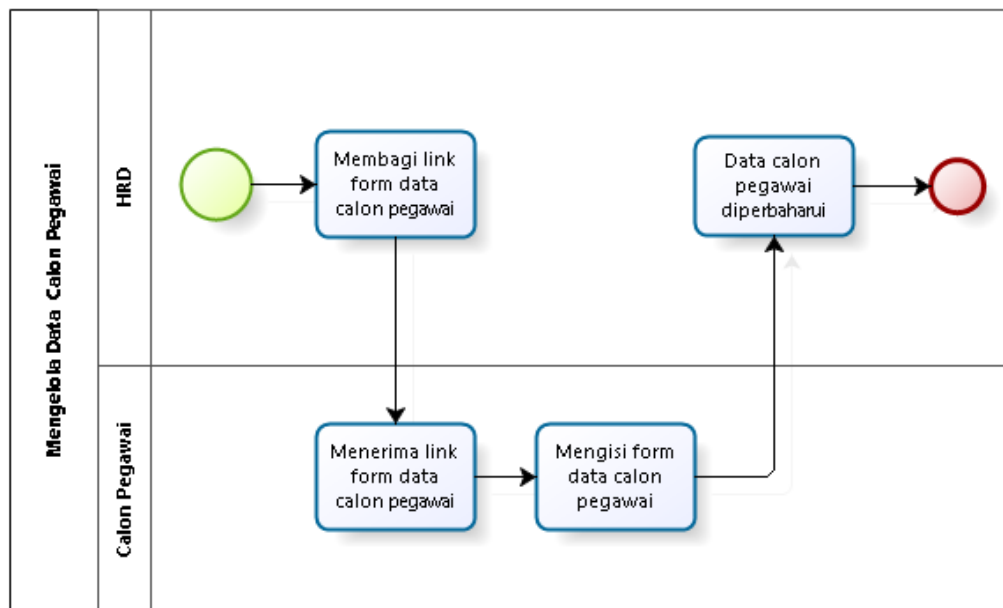 Mengelola Data Calon Pegawai
HRD
Membagi link
form data
calon pegawai
Data calon
pegawai
diperbaharui
Calon Pegawai
Menerima link
form data
calon pegawai
Mengisi form
data calon
pegawai